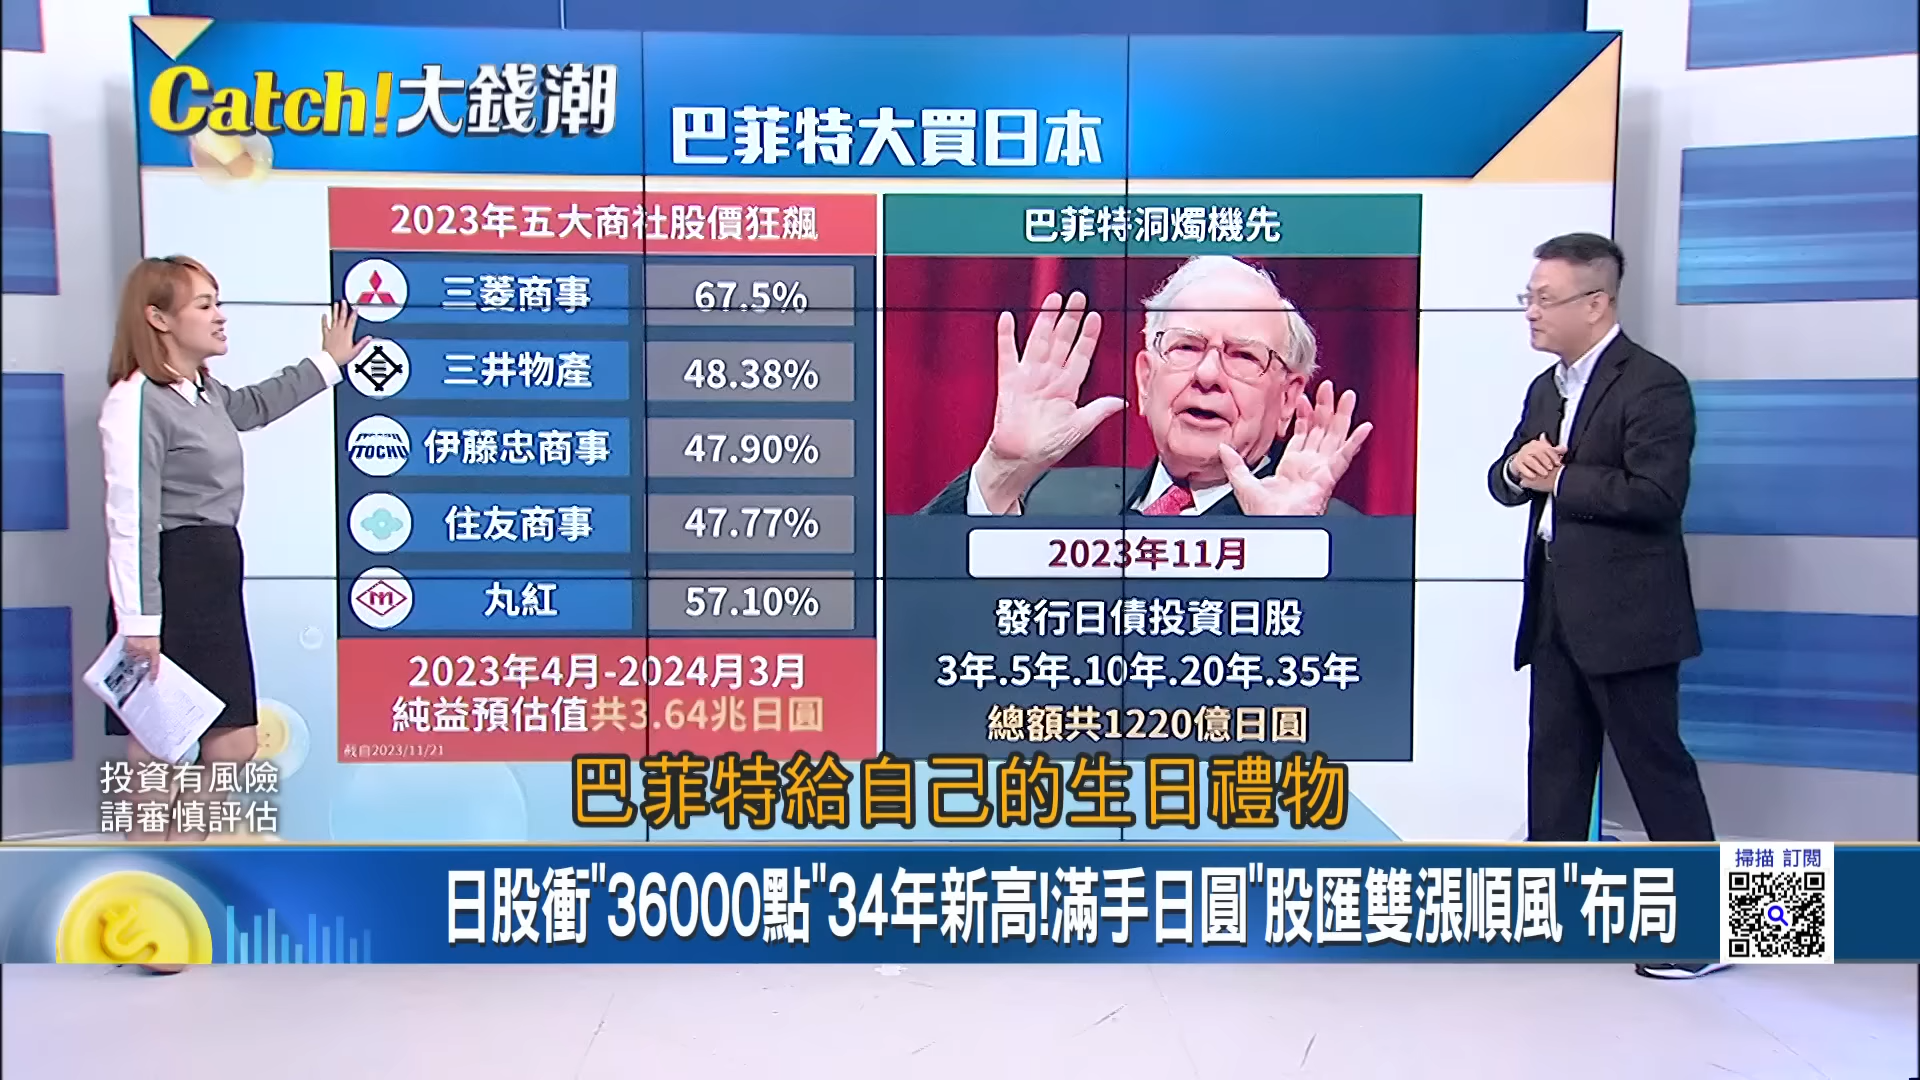 Catch!大錢潮
巴菲特大買日本
2023年五大商社股價狂飆
三菱商事 67.5%
三井物產 48.38%
ITOCHU 伊藤忠商事 47.90%
住友商事 47.77%
丸紅 57.10%
2023年4月-2024月3月
純益預估值共3.64兆日圓
截自2023/11/21
巴菲特洞燭機先
2023年11月
發行日債投資日股
3年.5年.10年.20年.35年
總額共1220億日圓
投資有風險
請審慎評估
巴菲特給自己的生日禮物
日股衝"36000點"34年新高!滿手日圓"股匯雙漲順風"布局
掃描 訂閱